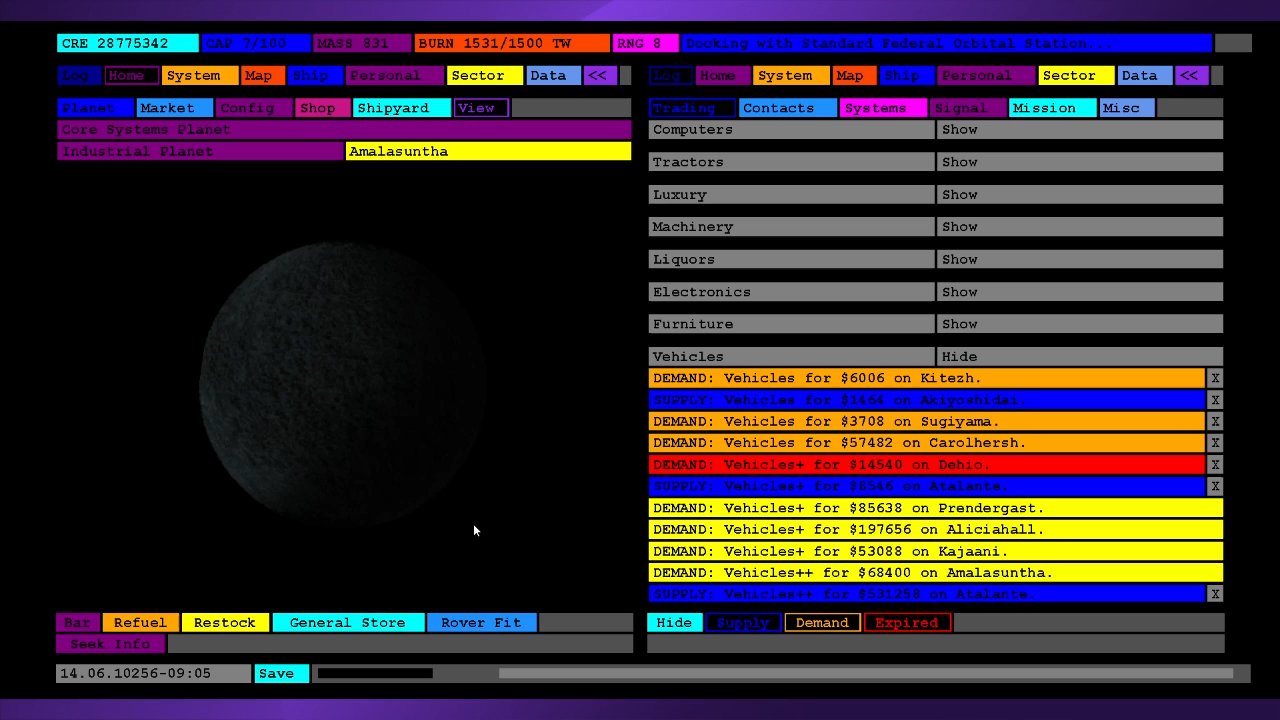 CRE 28775342 CAP 7/100 MASS 831 BURN 1531/1500 TW RNG 8 Docking with Standard Federal Orbital Station...
Log Home System Map Ship Personal Sector Data <<
Planet Market Config Shop Shipyard View
Core Systems Planet
Industrial Planet Amalasuntha
Bar Refuel Restock General Store Rover Fit
Seek Info
Log Home System Map Ship Personal Sector Data <<
Trading Contacts Systems Signal Mission Misc
Computers Show
Tractors Show
Luxury Show
Machinery Show
Liquors Show
Electronics Show
Furniture Show
Vehicles Hide
DEMAND: Vehicles for $6006 on Kitezh. X
SUPPLY: Vehicles for $1464 on Akiyoshidai. X
DEMAND: Vehicles for $3708 on Sugiyama. X
DEMAND: Vehicles for $57482 on Carolhersh. X
DEMAND: Vehicles+ for $14540 on Dehio. X
SUPPLY: Vehicles+ for $8546 on Atalante. X
DEMAND: Vehicles+ for $85638 on Prendergast.
DEMAND: Vehicles+ for $197656 on Aliciahall.
DEMAND: Vehicles+ for $53088 on Kajaani.
DEMAND: Vehicles++ for $68400 on Amalasuntha.
SUPPLY: Vehicles++ for $531258 on Atalante. X
Hide Supply Demand Expired
14.06.10256-09:05 Save